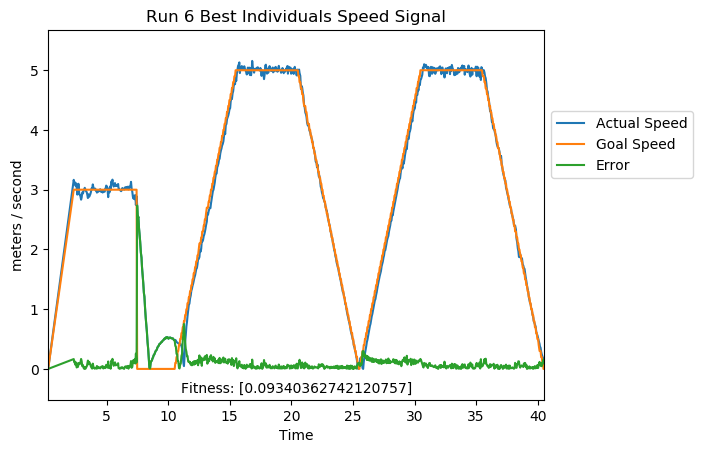 Run 6 Best Individuals Speed Signal
meters / second
5
4
3
2
1
0
Actual Speed
Goal Speed
Error
Fitness: [0.09340362742120757]
5
10
15
20
25
30
35
40
Time